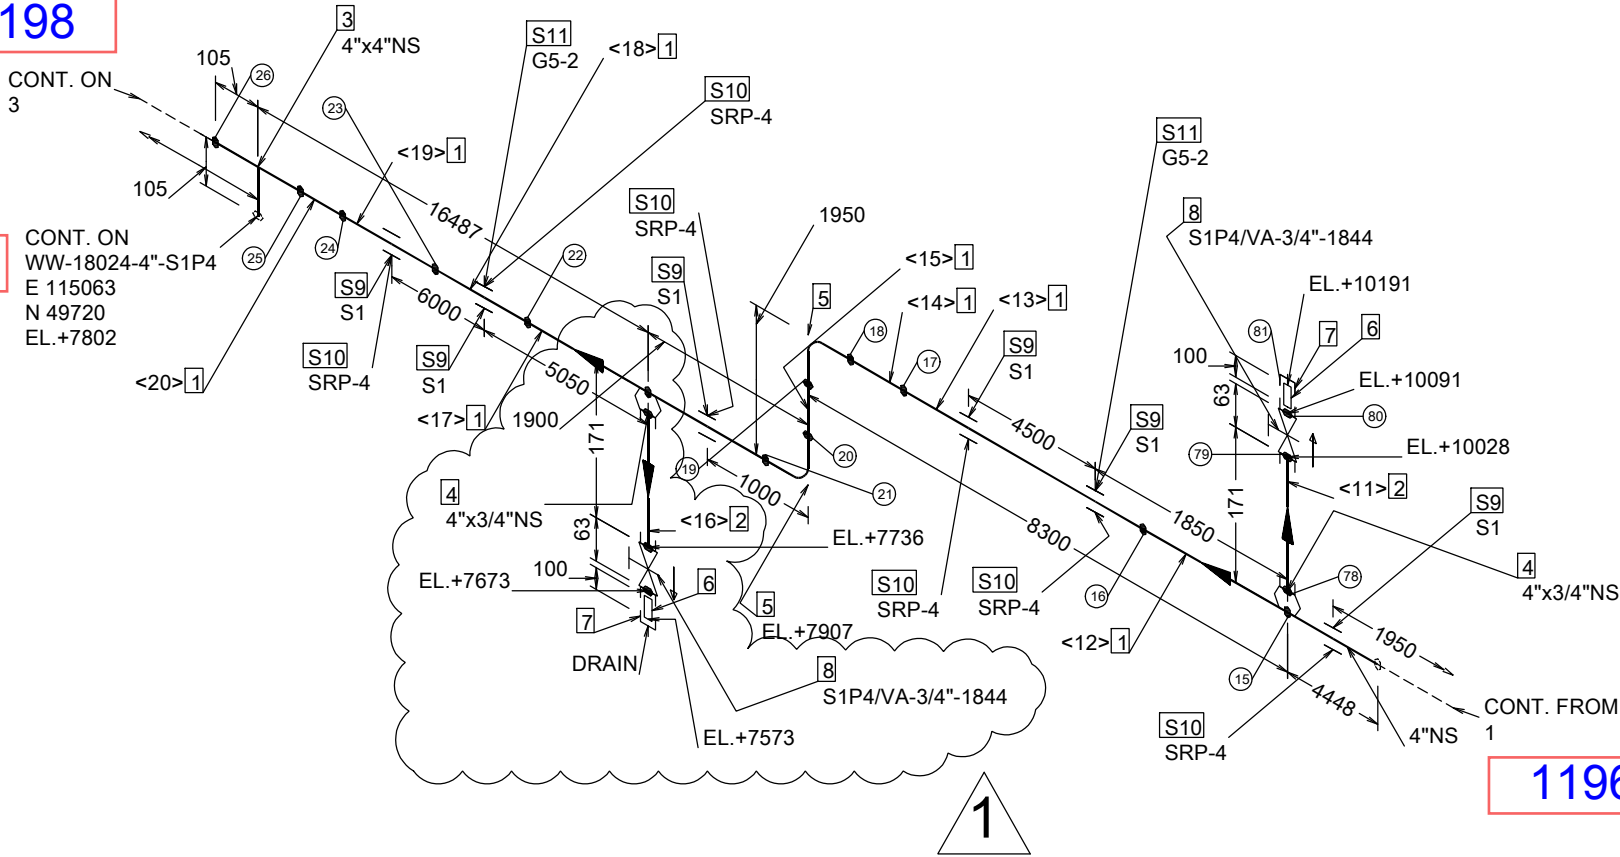 198
CONT. ON
3
105
26
3
4"x4"NS
23
S11
G5-2
<18> 1
S10
SRP-4
<19> 1
105
16487
CONT. ON
WW-18024-4"-S1P4
E 115063
N 49720
EL.+7802
25
24
22
S9
S1
6000
S10
SRP-4
S9
S1
5050
<20> 1
<17> 1
1900
171
S10
SRP-4
S9
S1
1950
5
<15> 1
<14> 1
<13> 1
18
17
S9
S1
19
20
21
1000
4
4"x3/4"NS
<16> 2
63
EL.+7736
100
EL.+7673
6
7
DRAIN
5
EL.+7907
8
S1P4/VA-3/4"-1844
EL.+7573
S11
G5-2
8
S1P4/VA-3/4"-1844
EL.+10191
81
7
6
100
63
EL.+10091
80
79
EL.+10028
4500
S9
S1
<11> 2
171
S9
S1
1850
8300
S10
SRP-4
S10
SRP-4
16
78
4
4"x3/4"NS
<12> 1
15
1950
4448
S10
SRP-4
4"NS
CONT. FROM
1
1196
1